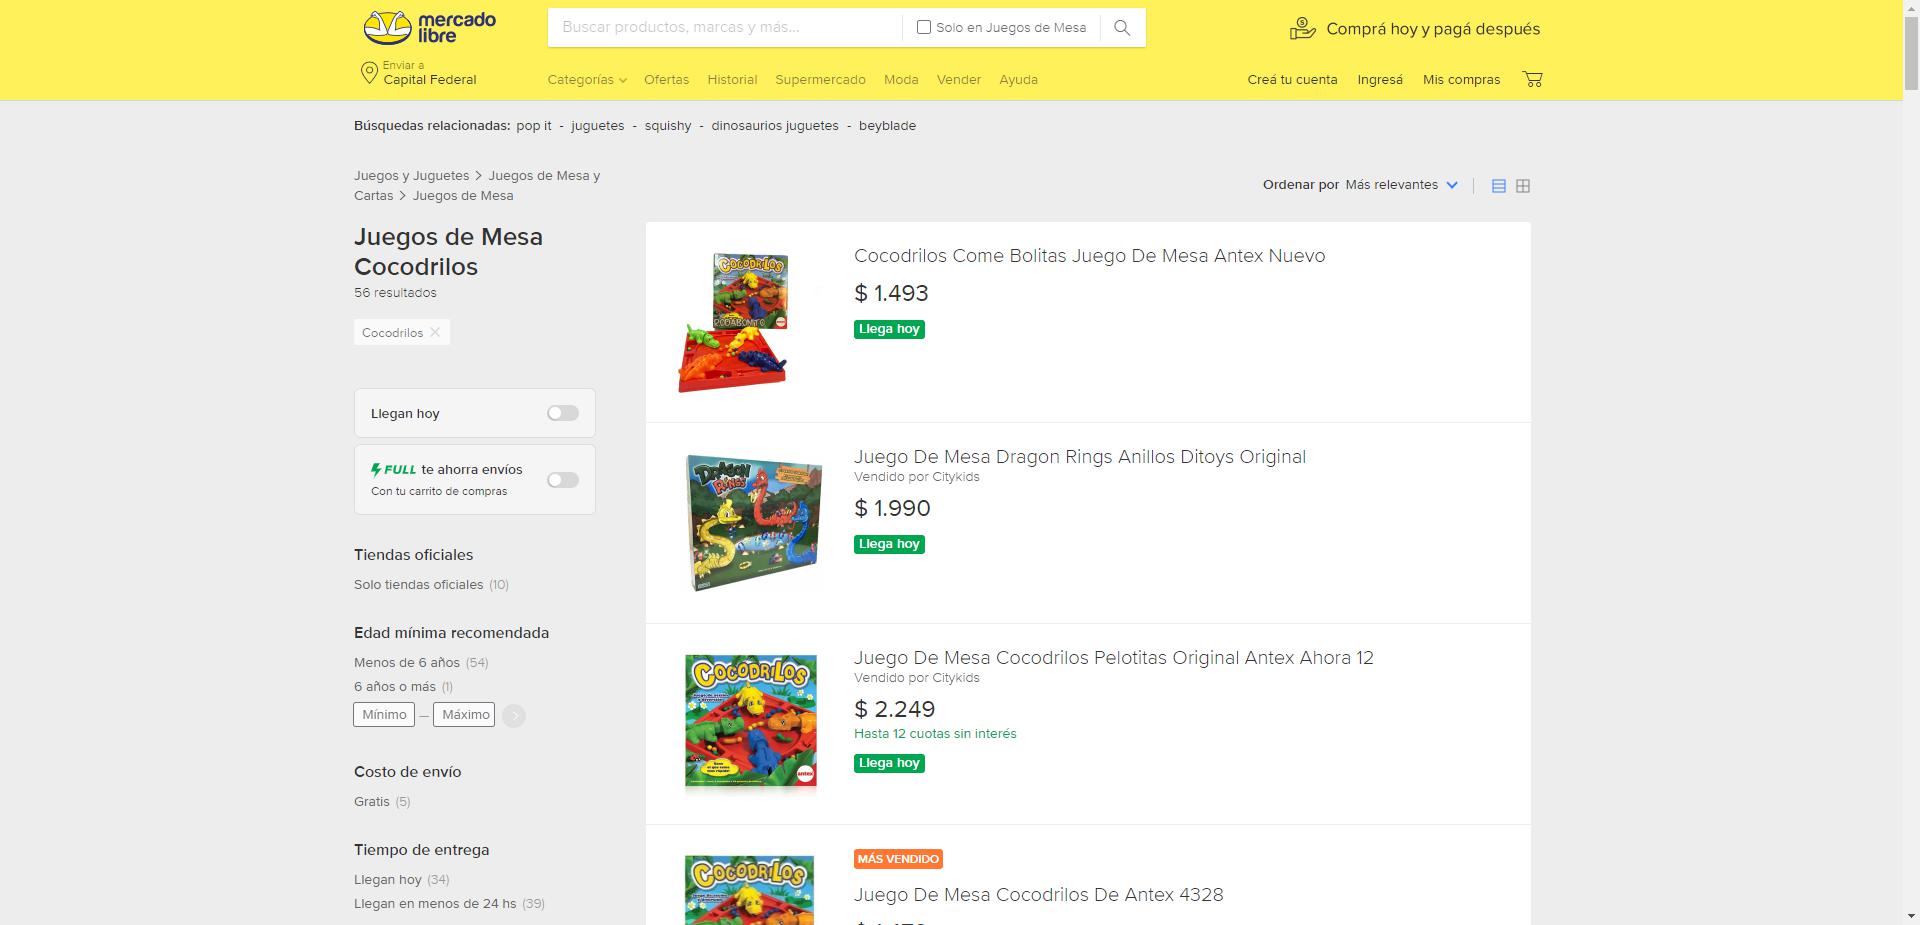 mercado
libre
Buscar productos, marcas y más...
Solo en Juegos de Mesa
Comprá hoy y pagá después
Enviar a
Capital Federal
Categorías Ofertas Historial Supermercado Moda Vender Ayuda
Creá tu cuenta Ingresá Mis compras
Búsquedas relacionadas: pop it - juguetes - squishy - dinosaurios juguetes - beyblade
Juegos y Juguetes > Juegos de Mesa y
Cartas > Juegos de Mesa
Ordenar por Más relevantes
Juegos de Mesa
Cocodrilos
56 resultados
Cocodrilos
Llegan hoy
FULL te ahorra envíos
Con tu carrito de compras
Tiendas oficiales
Solo tiendas oficiales (10)
Edad mínima recomendada
Menos de 6 años (54)
6 años o más (1)
Mínimo — Máximo
Costo de envío
Gratis (5)
Tiempo de entrega
Llegan hoy (34)
Llegan en menos de 24 hs (39)
COCODRILOS
RODABONITO
Cocodrilos Come Bolitas Juego De Mesa Antex Nuevo
$ 1.493
Llega hoy
DRAGON
RINGS
Juego De Mesa Dragon Rings Anillos Ditoys Original
Vendido por Citykids
$ 1.990
Llega hoy
COCODRILOS
antex
Juego De Mesa Cocodrilos Pelotitas Original Antex Ahora 12
Vendido por Citykids
$ 2.249
Hasta 12 cuotas sin interés
Llega hoy
COCODRILOS
MÁS VENDIDO
Juego De Mesa Cocodrilos De Antex 4328